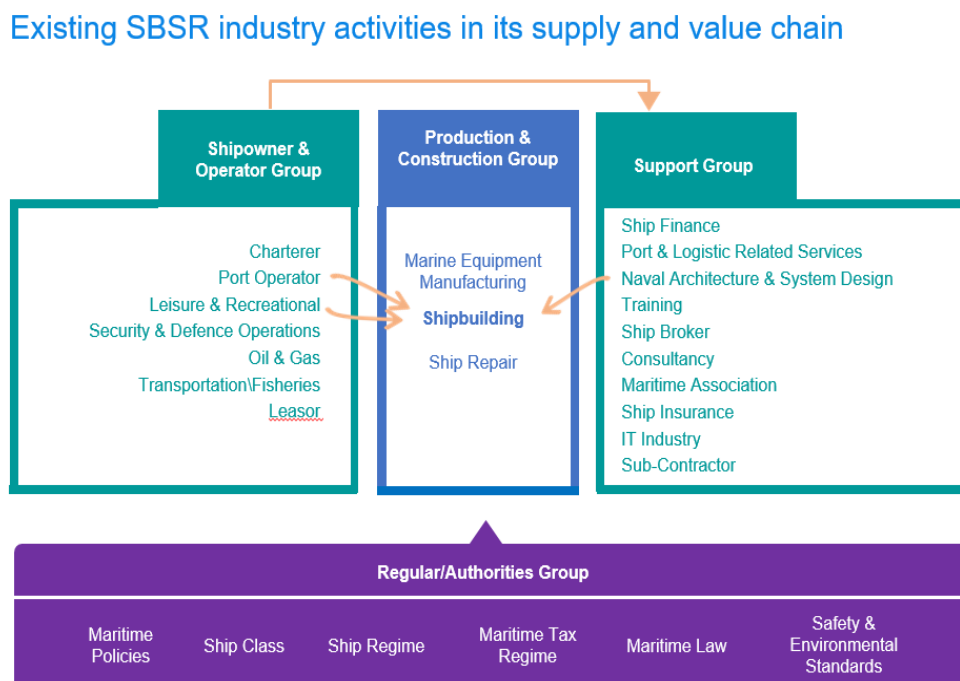 Existing SBSR industry activities in its supply and value chain
Shipowner &
Operator Group
Charterer
Port Operator
Leisure & Recreational
Security & Defence Operations
Oil & Gas
Transportation\Fisheries
Leasor
Production &
Construction Group
Marine Equipment
Manufacturing
Shipbuilding
Ship Repair
Support Group
Ship Finance
Port & Logistic Related Services
Naval Architecture & System Design
Training
Ship Broker
Consultancy
Maritime Association
Ship Insurance
IT Industry
Sub-Contractor
Regular/Authorities Group
Maritime
Policies
Ship Class
Ship Regime
Maritime Tax
Regime
Maritime Law
Safety &
Environmental
Standards